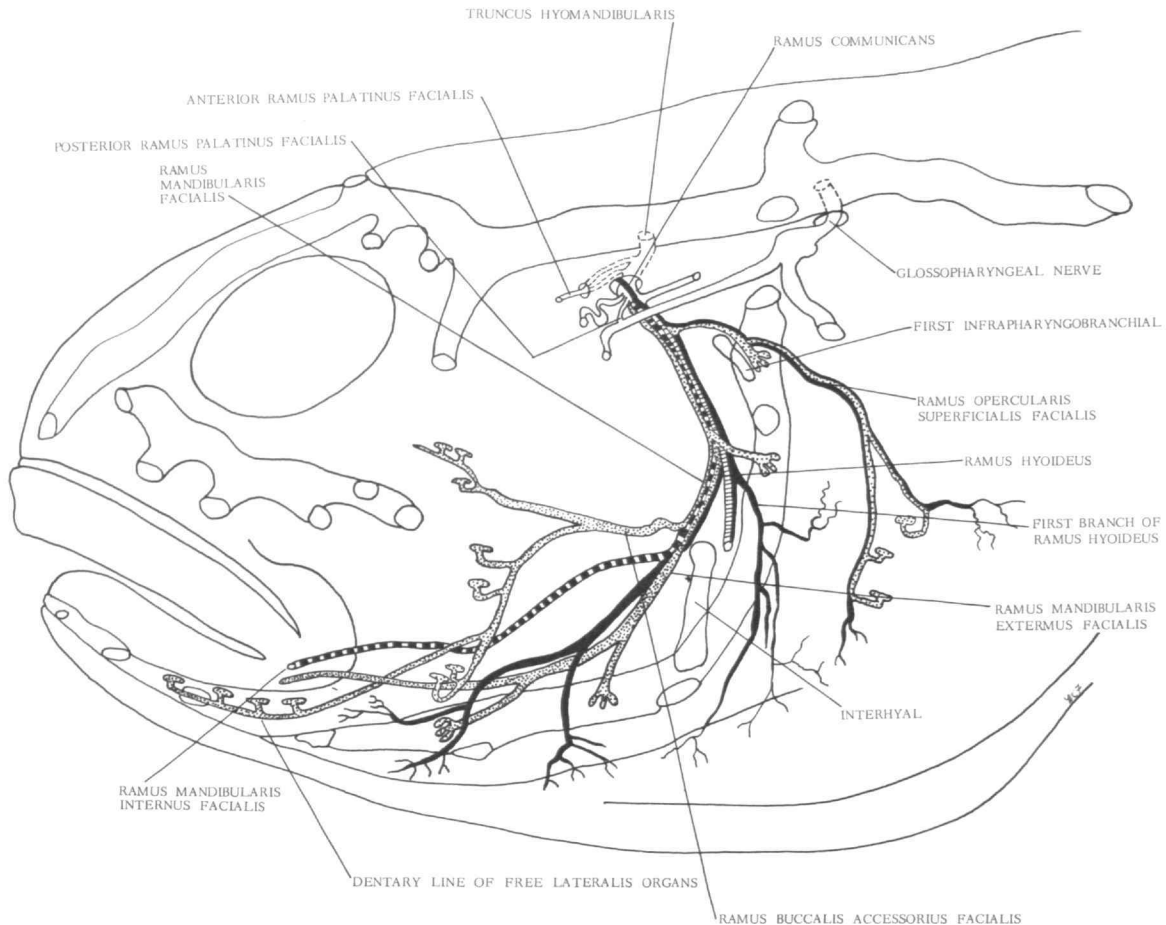 TRUNCUS HYOMANDIBULARIS
RAMUS COMMUNICANS
ANTERIOR RAMUS PALATINUS FACIALIS
POSTERIOR RAMUS PALATINUS FACIALIS
RAMUS
MANDIBULARIS
FACIALIS
GLOSSOPHARYNGEAL NERVE
FIRST INFRAPHARYNGOBRANCHIAL
RAMUS OPERCULARIS
SUPERFICIALIS FACIALIS
RAMUS HYOIDEUS
FIRST BRANCH OF
RAMUS HYOIDEUS
RAMUS MANDIBULARIS
EXTERMUS FACIALIS
INTERHYAL
RAMUS MANDIBULARIS
INTERNUS FACIALIS
DENTARY LINE OF FREE LATERALIS ORGANS
RAMUS BUCCALIS ACCESSORIUS FACIALIS